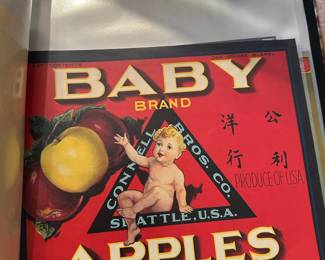 BABY
BRAND
CONNELL
BROS. CO.
SEATTLE. U.S.A.
公利
洋行
PRODUCE OF USA
APPLES